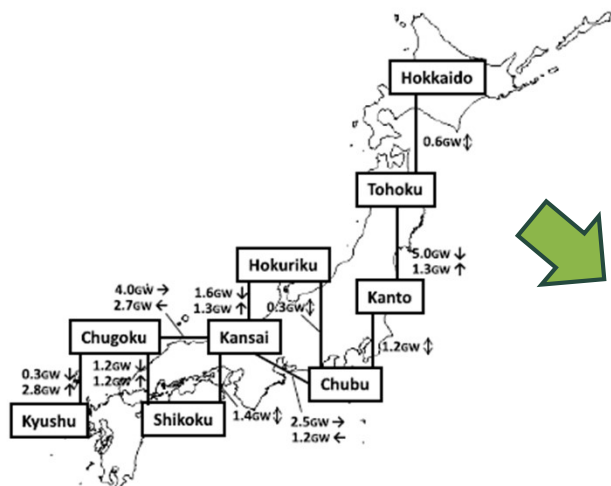 Hokkaido
0.6GW↕
Tohoku
5.0GW ↓
1.3GW ↑
Hokuriku
4.0GW →
2.7GW ←
1.6GW ↓
1.3GW ↑
0.3GW↕
Kanto
Chugoku
Kansai
1.2GW ↕
0.3GW ↓
2.8GW ↑
1.2GW ↓
1.2GW ↑
Chubu
Kyushu
Shikoku
1.4GW↕
2.5GW →
1.2GW ←